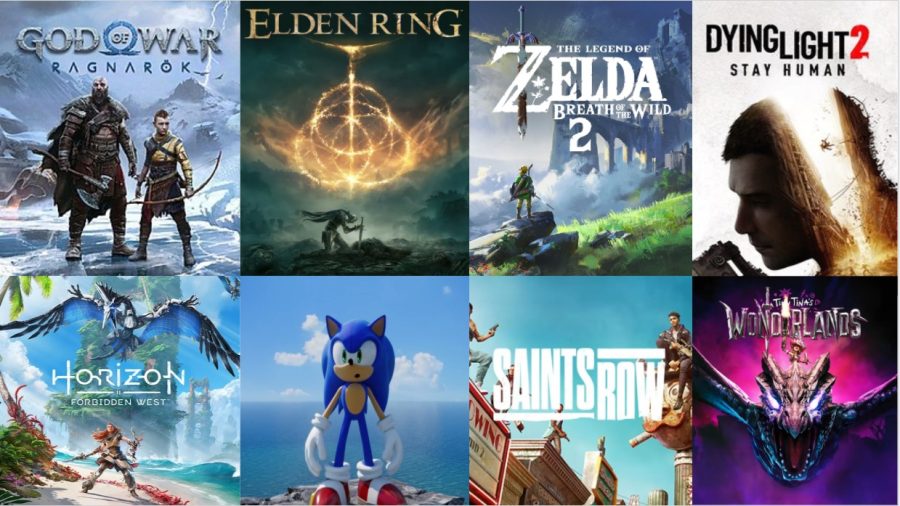 GOD OF WAR
RAGNARÖK
ELDEN RING
THE LEGEND OF
ZELDA
BREATH OF THE WILD
2
DYING LIGHT 2
STAY HUMAN
HORIZON
FORBIDDEN WEST
SAINTS ROW
WING
TINY TINA'S
WONDERLANDS